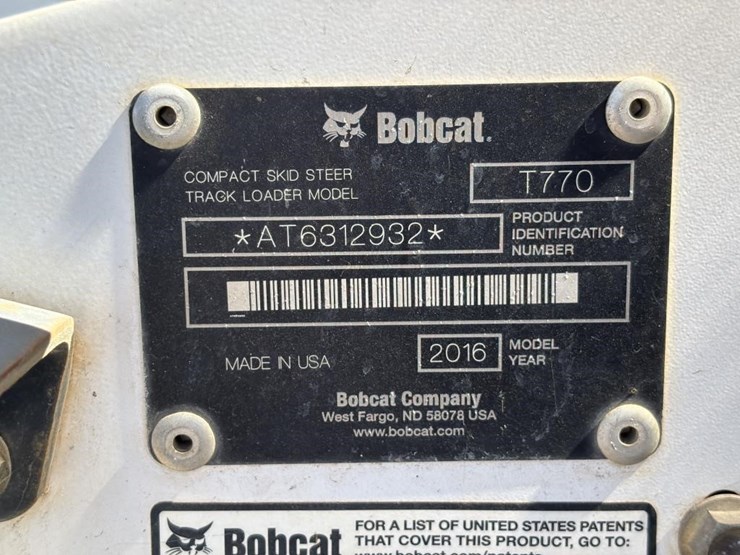 Bobcat.
COMPACT SKID STEER
TRACK LOADER MODEL
T770
*AT6312932*
PRODUCT
IDENTIFICATION
NUMBER
MADE IN USA
2016
MODEL
YEAR
Bobcat Company
West Fargo, ND 58078 USA
www.bobcat.com
Bobcat
FOR A LIST OF UNITED STATES PATENTS
THAT COVER THIS PRODUCT, GO TO: